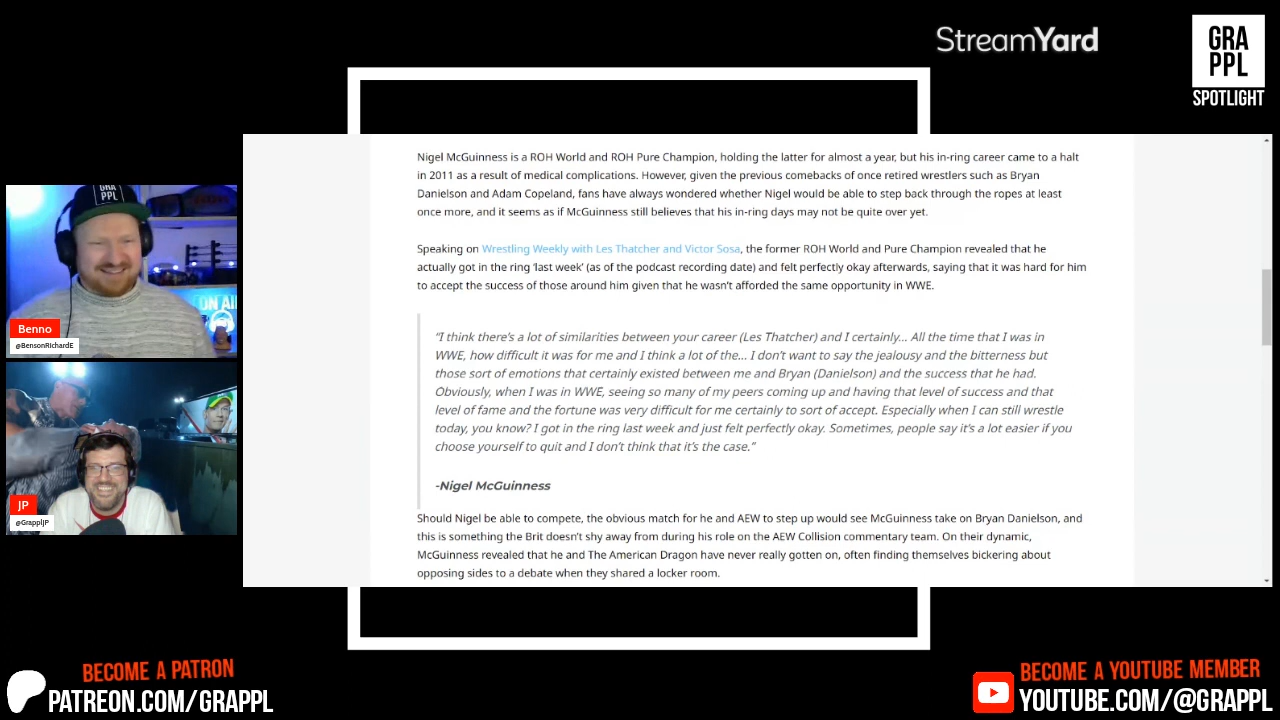 StreamYard
GRA
PPL
SPOTLIGHT
Nigel McGuinness is a ROH World and ROH Pure Champion, holding the latter for almost a year, but his in-ring career came to a halt
in 2011 as a result of medical complications. However, given the previous comebacks of once retired wrestlers such as Bryan
Danielson and Adam Copeland, fans have always wondered whether Nigel would be able to step back through the ropes at least
once more, and it seems as if McGuinness still believes that his in-ring days may not be quite over yet.
Speaking on Wrestling Weekly with Les Thatcher and Victor Sosa, the former ROH World and Pure Champion revealed that he
actually got in the ring ‘last week’ (as of the podcast recording date) and felt perfectly okay afterwards, saying that it was hard for him
to accept the success of those around him given that he wasn’t afforded the same opportunity in WWE.
“I think there’s a lot of similarities between your career (Les Thatcher) and I certainly… All the time that I was in
WWE, how difficult it was for me and I think a lot of the… I don’t want to say the jealousy and the bitterness but
those sort of emotions that certainly existed between me and Bryan (Danielson) and the success that he had.
Obviously, when I was in WWE, seeing so many of my peers coming up and having that level of success and that
level of fame and the fortune was very difficult for me certainly to sort of accept. Especially when I can still wrestle
today, you know? I got in the ring last week and just felt perfectly okay. Sometimes, people say it’s a lot easier if you
choose yourself to quit and I don’t think that it’s the case.”
-Nigel McGuinness
Should Nigel be able to compete, the obvious match for he and AEW to step up would see McGuinness take on Bryan Danielson, and
this is something the Brit doesn’t shy away from during his role on the AEW Collision commentary team. On their dynamic,
McGuinness revealed that he and The American Dragon have never really gotten on, often finding themselves bickering about
opposing sides to a debate when they shared a locker room.
GRA
PPL
ON AIR
Benno
@BensonRichardE
JP
@GrapplJP
BECOME A PATRON
PATREON.COM/GRAPPL
BECOME A YOUTUBE MEMBER
YOUTUBE.COM/@GRAPPL